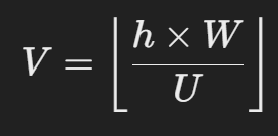 V = ⌊(h × W) / U⌋